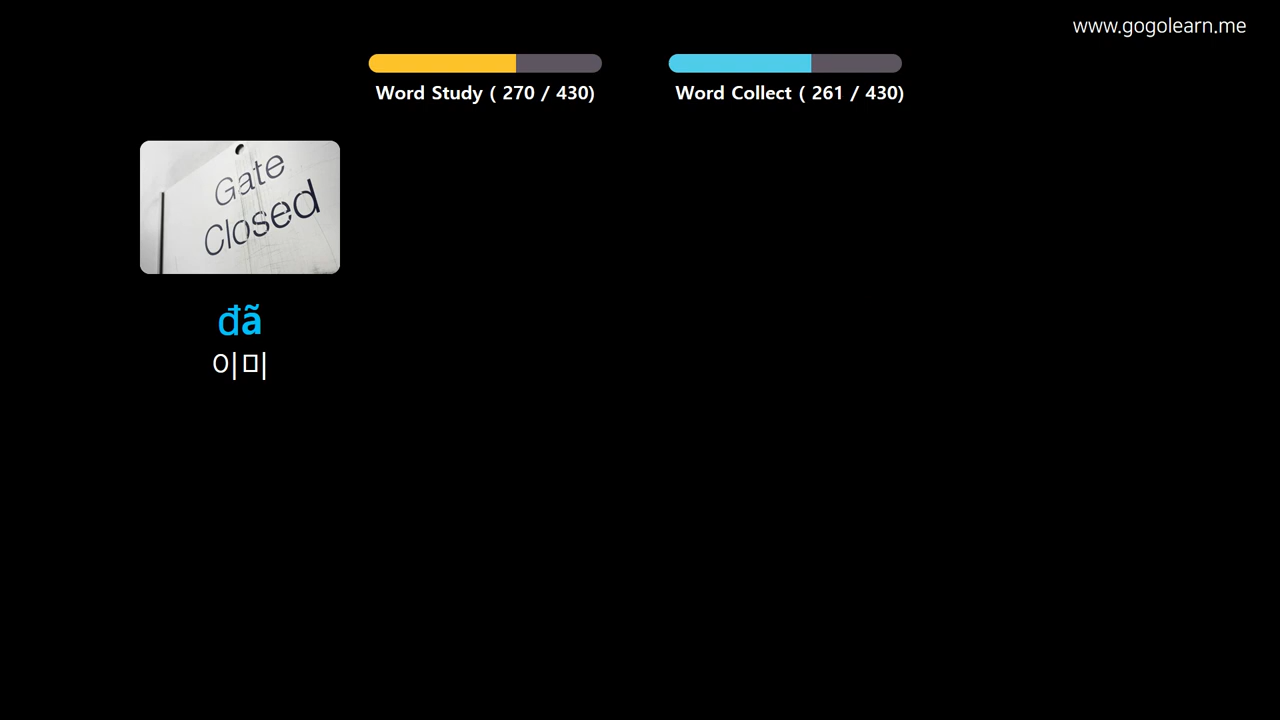 www.gogolearn.me
Word Study ( 270 / 430)
Word Collect ( 261 / 430)
Gate
Closed
đã
이미